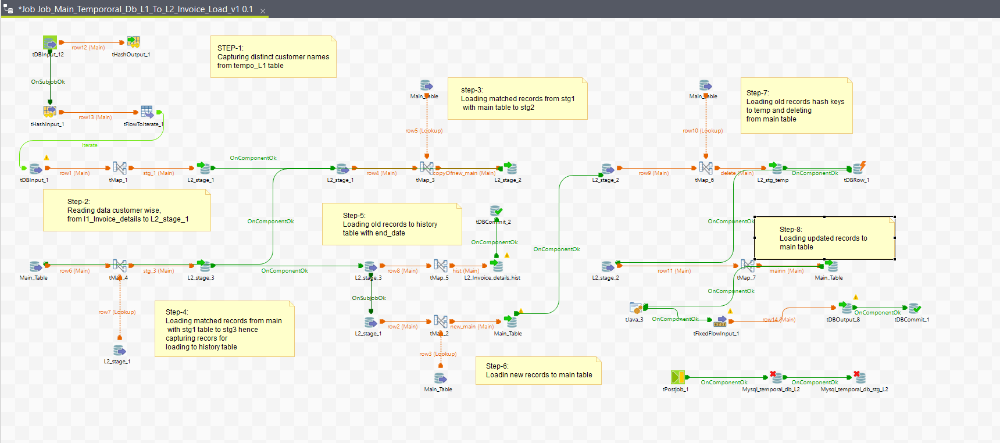 *Job Job_Main_Tempororal_Db_L1_To_L2_Invoice_Load_v1 0.1
row12 (Main)
tDBInput_12
tHashOutput_1
STEP-1:
Capturing distinct customer names
from tempo_L1 table
OnSubjobOk
row13 (Main)
tHashInput_1
tFlowToIterate_1
Iterate
Main_Table
step-3:
Loading matched records from stg1
with main table to stg2
row5 (Lookup)
Main_Table
Step-7:
Loading old records hash keys
to temp and deleting
from main table
row10 (Lookup)
row1 (Main)
stg_1 (Main)
OnComponentOk
row4 (Main)
copyOfnew_main (Main)
tDBInput_1
tMap_1
L2_stage_1
L2_stage_1
tMap_3
L2_stage_2
row9 (Main)
delete (Main)
OnComponentOk
L2_stage_2
tMap_6
L2_stg_temp
tDBRow_1
Step-2:
Reading data customer wise,
from l1_Invoice_details to L2_stage_1
OnComponentOk
Step-5:
Loading old records to history
table with end_date
tDBCommit_2
OnComponentOk
OnComponentOk
OnComponentOk
Step-8:
Loading updated records to
main table
row6 (Main)
stg_3 (Main)
OnComponentOk
row8 (Main)
hist (Main)
Main_Table
tMap_4
L2_stage_3
L2_stage_3
tMap_5
L2_Invoice_details_hist
row11 (Main)
mainn (Main)
L2_stage_2
tMap_7
Main_Table
OnComponentOk
row7 (Lookup)
L2_stage_1
Step-4:
Loading matched records from main
with stg1 table to stg3 hence
capturing recors for
loading to history table
OnSubjobOk
row2 (Main)
new_main (Main)
L2_stage_1
tMap_2
Main_Table
row3 (Lookup)
Main_Table
Step-6:
Loadin new records to main table
tJava_3
OnComponentOk
tFixedFlowInput_1
row14 (Main)
tDBOutput_8
OnComponentOk
tDBCommit_1
tPostjob_1
OnComponentOk
Mysql_temporal_db_L2
OnComponentOk
Mysql_temporal_db_stg_L2